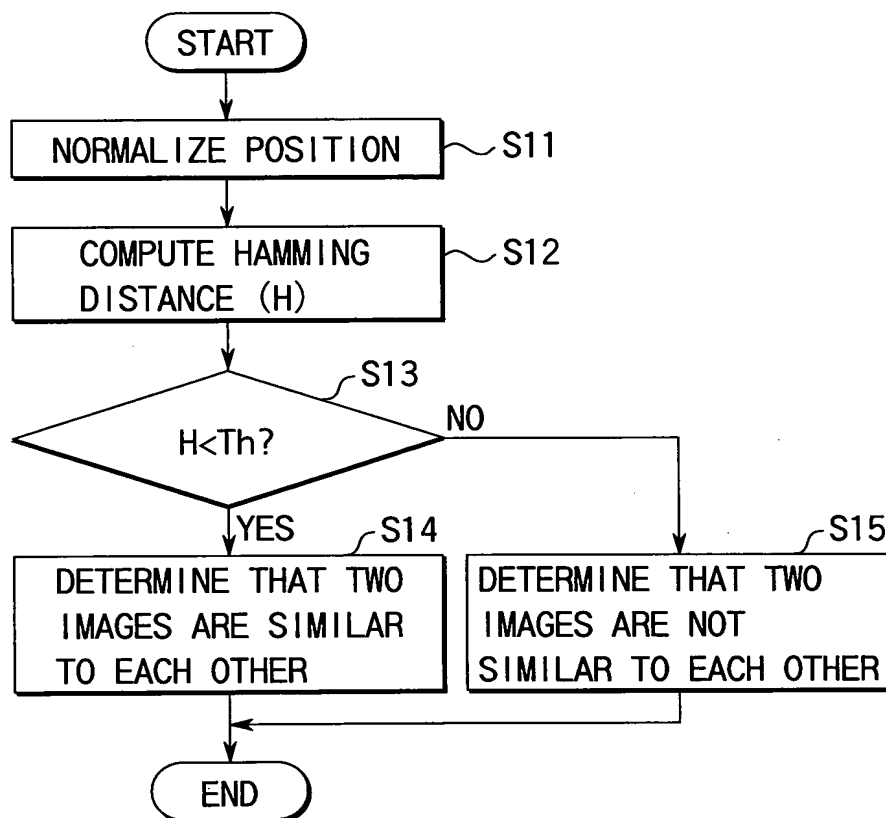 START
NORMALIZE POSITION
S11
COMPUTE HAMMING
DISTANCE (H)
S12
S13
H<Th?
NO
YES
S14
DETERMINE THAT TWO
IMAGES ARE SIMILAR
TO EACH OTHER
S15
DETERMINE THAT TWO
IMAGES ARE NOT
SIMILAR TO EACH OTHER
END